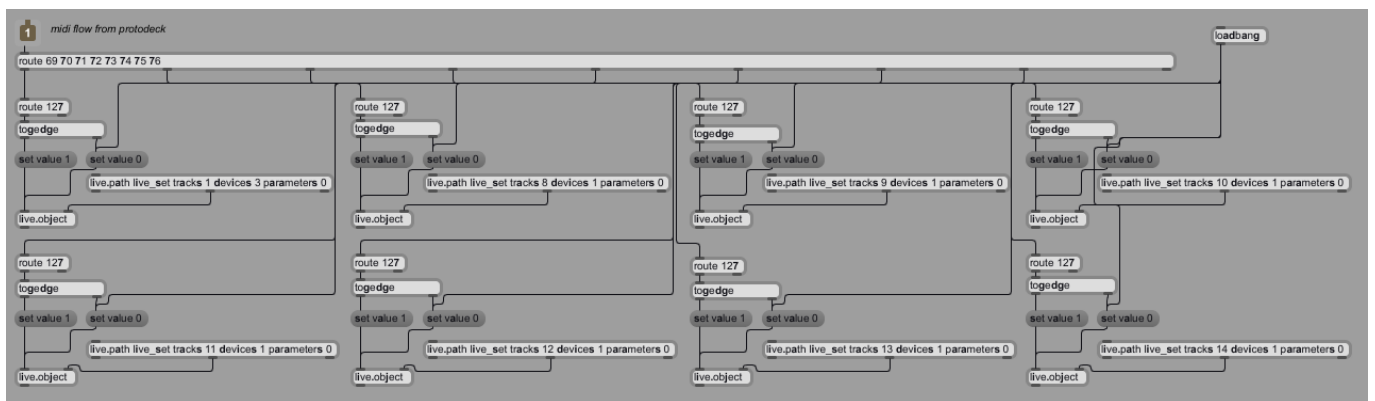 1 midi flow from protodeck
loadbang
route 69 70 71 72 73 74 75 76
route 127 route 127 route 127 route 127
togedge togedge togedge togedge
set value 1 set value 0 set value 1 set value 0 set value 1 set value 0 set value 1 set value 0
live.path live_set tracks 1 devices 3 parameters 0 live.path live_set tracks 8 devices 1 parameters 0 live.path live_set tracks 9 devices 1 parameters 0 live.path live_set tracks 10 devices 1 parameters 0
live.object live.object live.object live.object
route 127 route 127 route 127 route 127
togedge togedge togedge togedge
set value 1 set value 0 set value 1 set value 0 set value 1 set value 0 set value 1 set value 0
live.path live_set tracks 11 devices 1 parameters 0 live.path live_set tracks 12 devices 1 parameters 0 live.path live_set tracks 13 devices 1 parameters 0 live.path live_set tracks 14 devices 1 parameters 0
live.object live.object live.object live.object